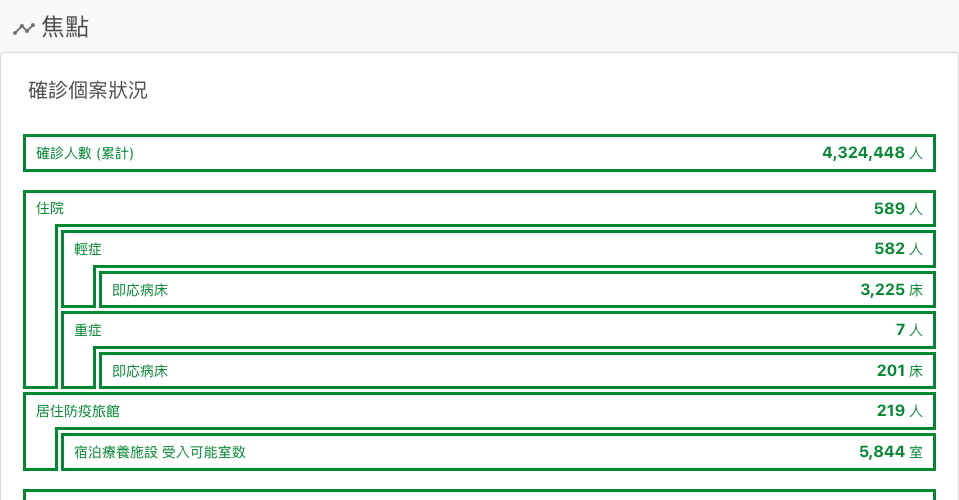 焦點
確診個案狀況
確診人數 (累計) 4,324,448 人
住院 589 人
輕症 582 人
即応病床 3,225 床
重症 7 人
即応病床 201 床
居住防疫旅館 219 人
宿泊療養施設 受入可能室数 5,844 室